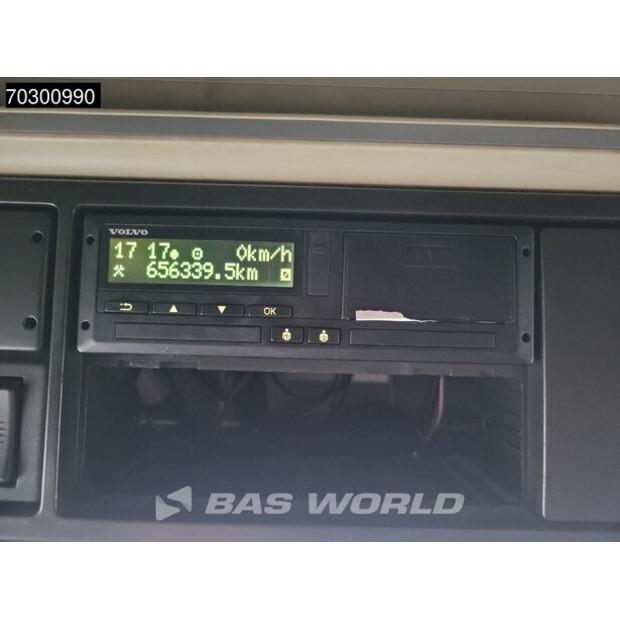 70300990
VOLVO
17 17 0km/h
656339.5km
OK
BAS WORLD